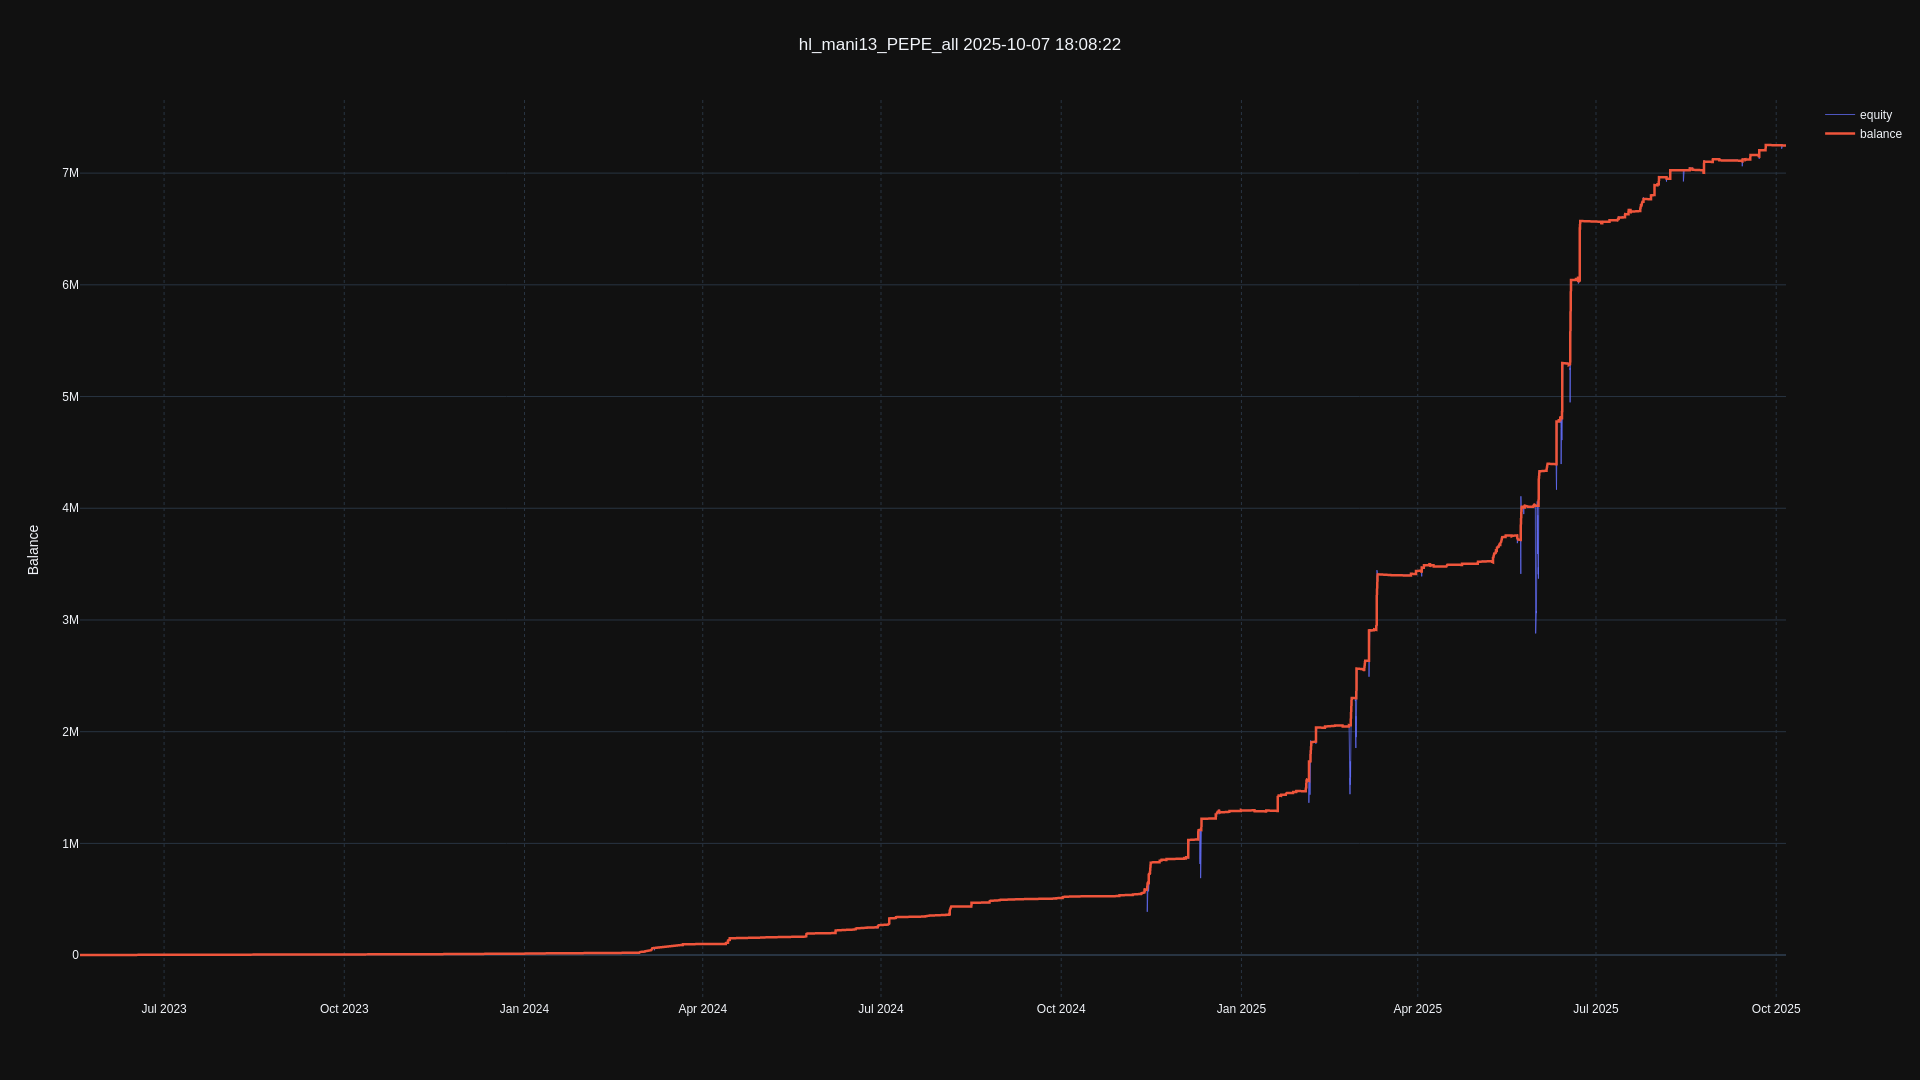 hl_mani13_PEPE_all 2025-10-07 18:08:22
equity
balance
7M
6M
5M
4M
3M
2M
1M
0
Balance
Jul 2023
Oct 2023
Jan 2024
Apr 2024
Jul 2024
Oct 2024
Jan 2025
Apr 2025
Jul 2025
Oct 2025